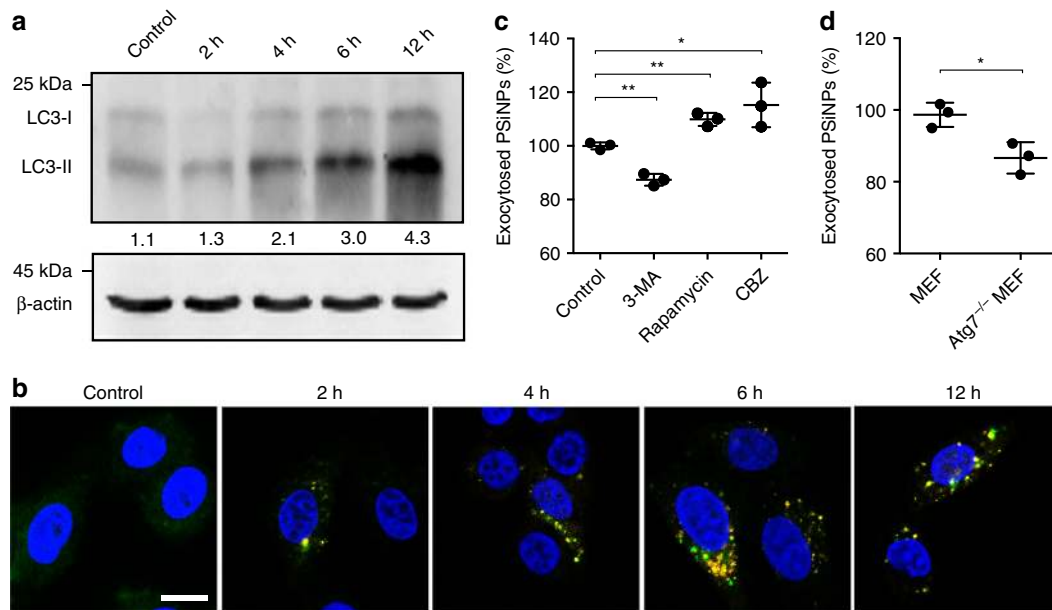 a
Control
2 h
4 h
6 h
12 h
25 kDa
LC3-I
LC3-II
1.1 1.3 2.1 3.0 4.3
45 kDa
β-actin
c
Exocytosed PSiNPs (%)
140
120
100
80
60
*
**
**
Control
3-MA
Rapamycin
CBZ
d
Exocytosed PSiNPs (%)
120
100
80
60
*
MEF
Atg7⁻/⁻ MEF
b
Control 2 h 4 h 6 h 12 h